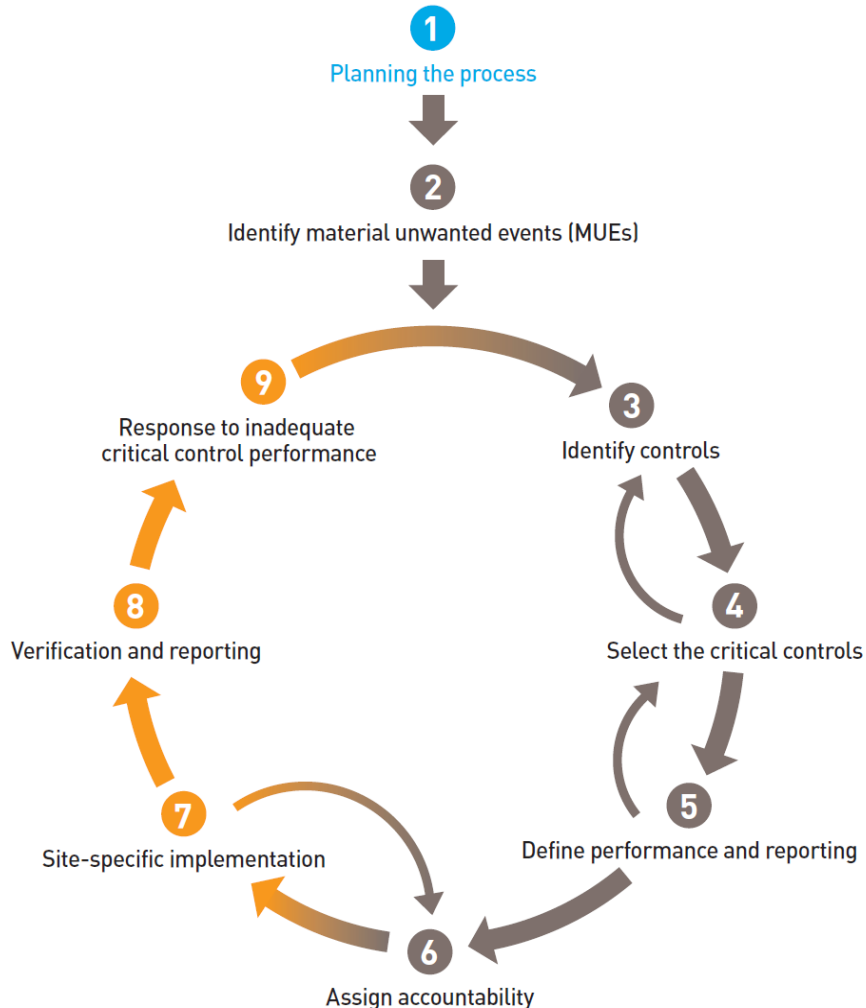 1
Planning the process
2
Identify material unwanted events (MUEs)
3
Identify controls
4
Select the critical controls
5
Define performance and reporting
6
Assign accountability
7
Site-specific implementation
8
Verification and reporting
9
Response to inadequate
critical control performance